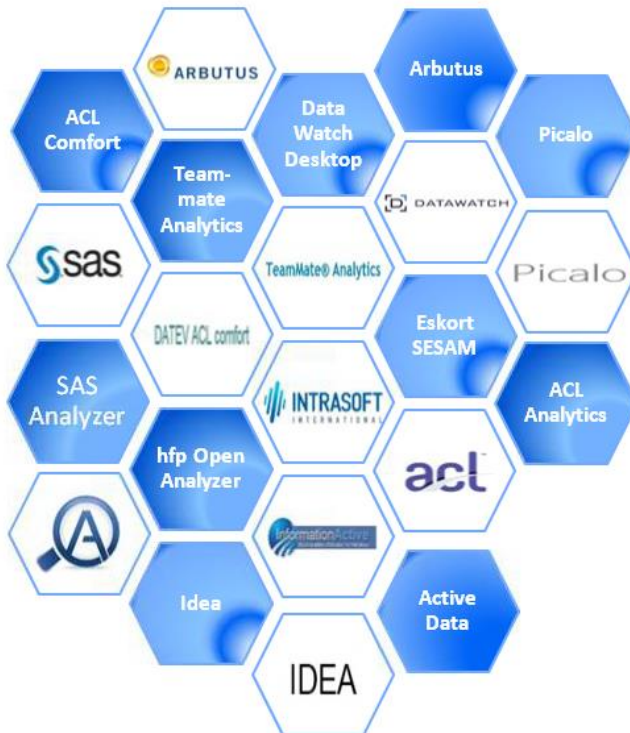 ARBUTUS
Arbutus
ACL
Comfort
Data
Watch
Desktop
Picalo
Team-
mate
Analytics
DATAWATCH
sas
TeamMate® Analytics
Picalo
DATEV ACL comfort
Eskort
SESAM
SAS
Analyzer
INTRASOFT
INTERNATIONAL
ACL
Analytics
hfp Open
Analyzer
acl™
A
InformationActive
Idea
Active
Data
IDEA